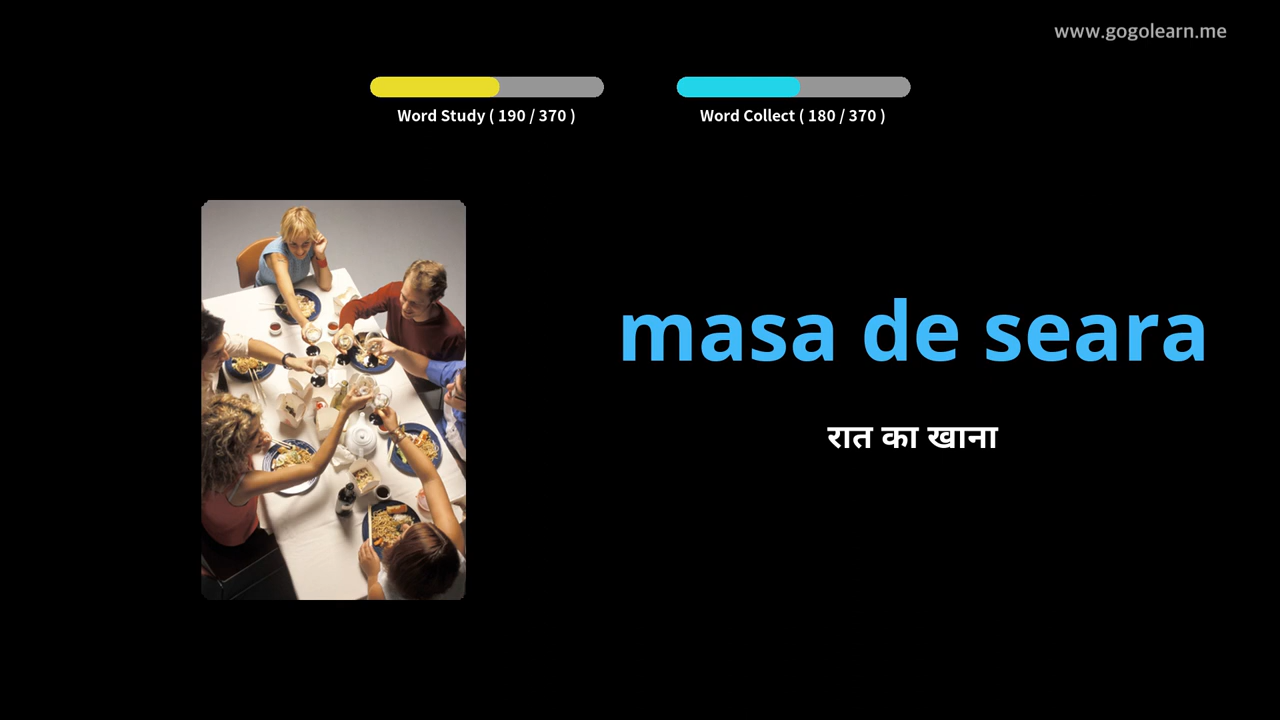 www.gogolearn.me
Word Study ( 190 / 370 )
Word Collect ( 180 / 370 )
masa de seara
रात का खाना